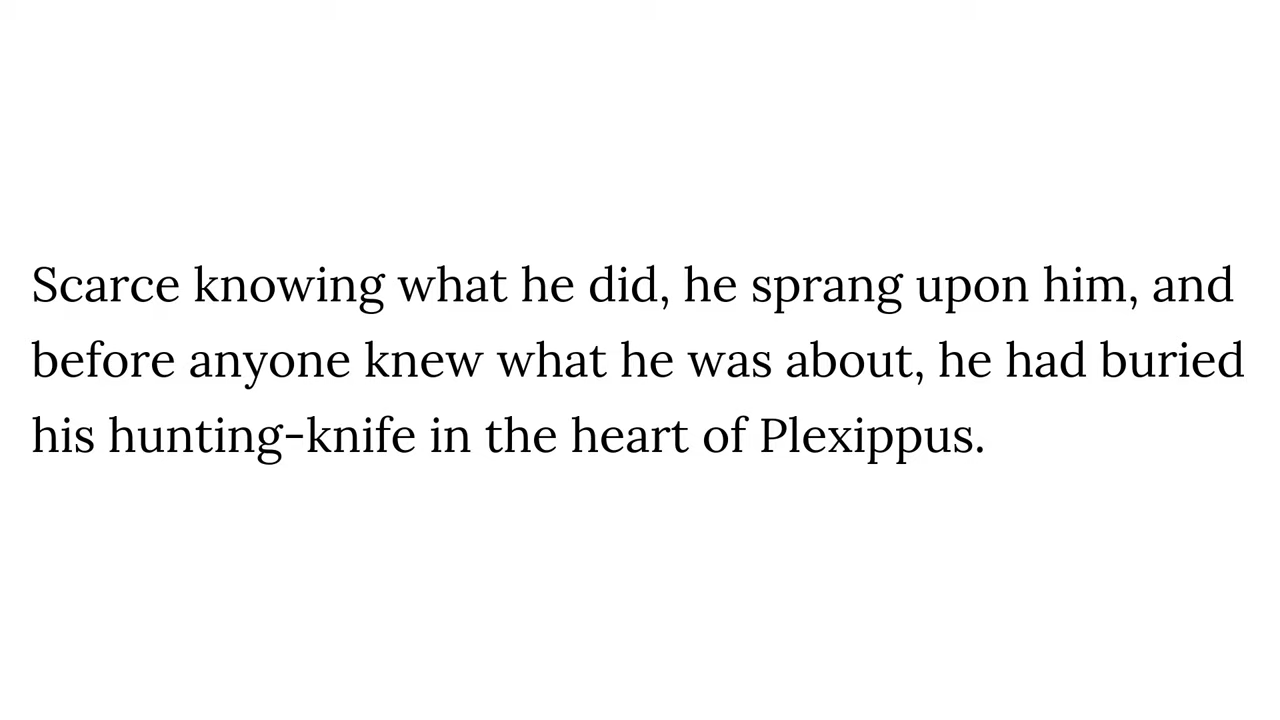 Scarce knowing what he did, he sprang upon him, and
before anyone knew what he was about, he had buried
his hunting-knife in the heart of Plexippus.